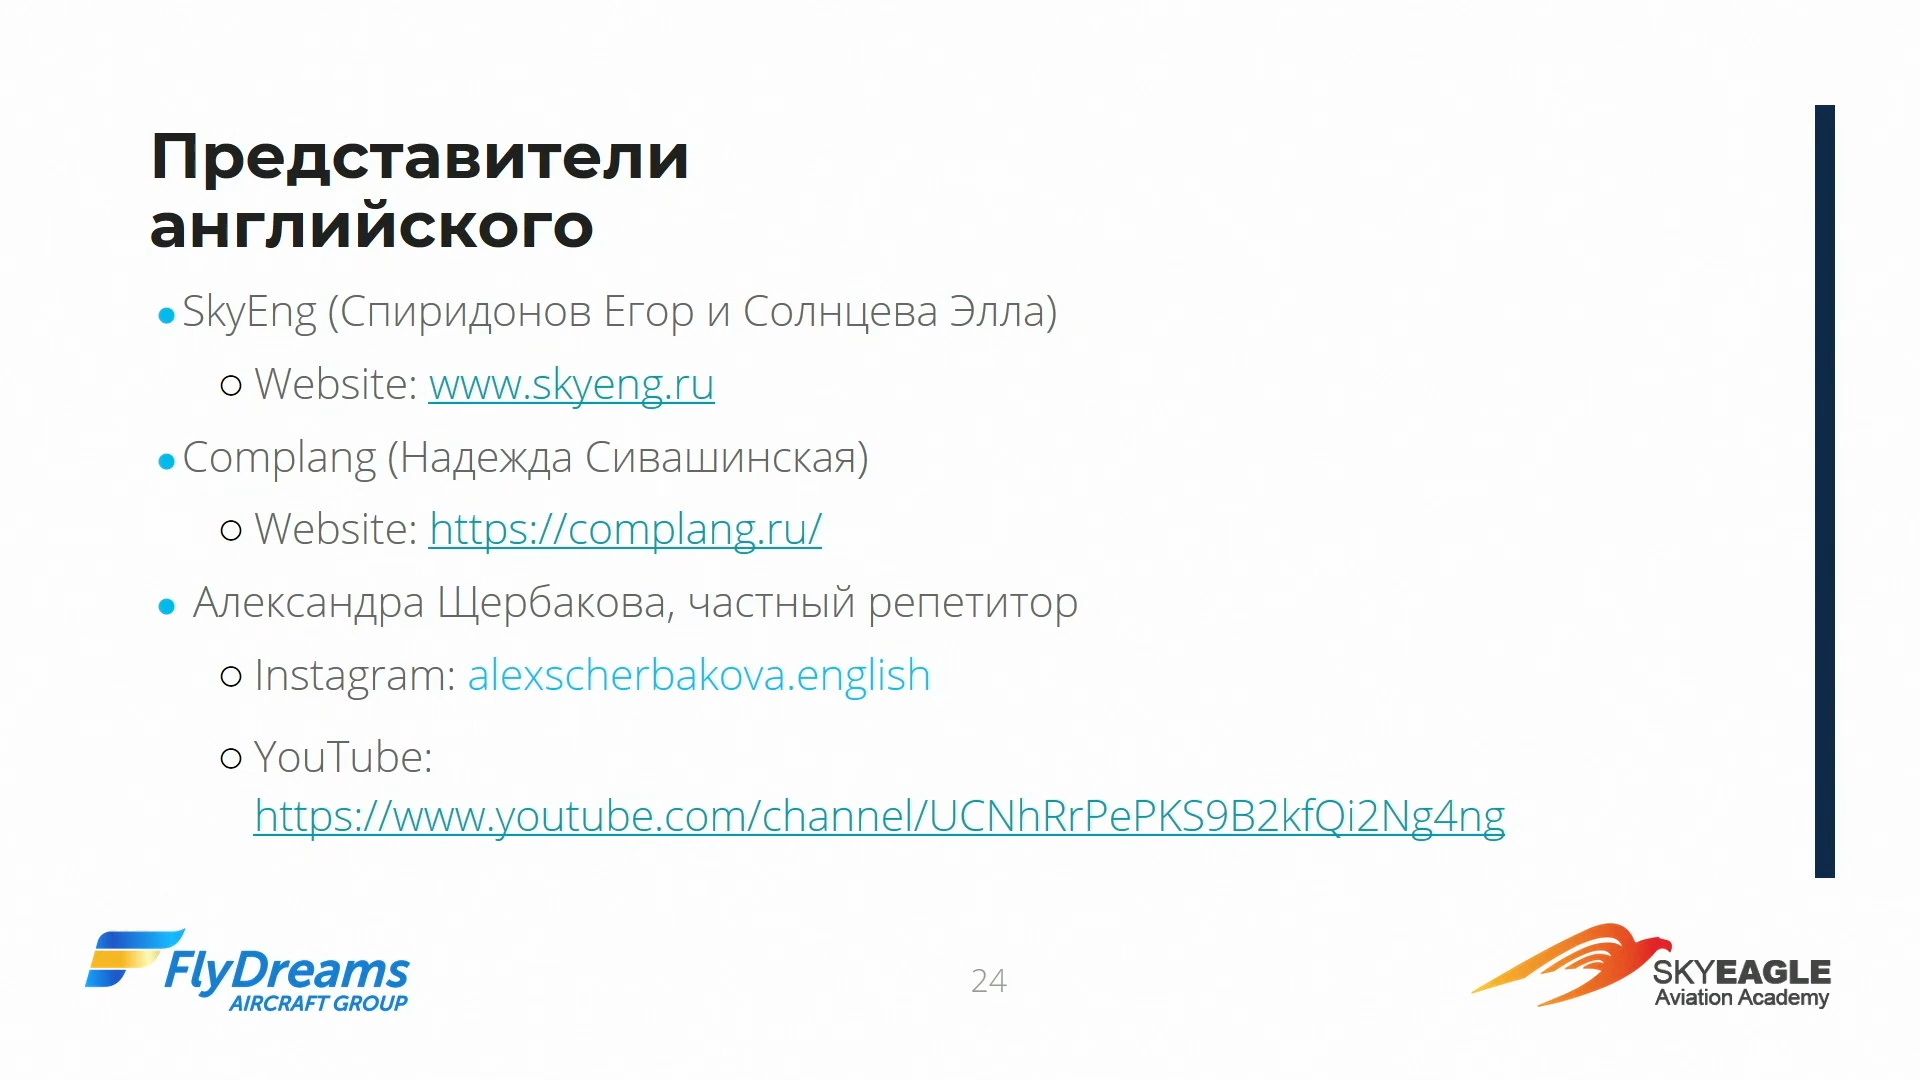 Представители
английского
SkyEng (Спиридонов Егор и Солнцева Элла)
Website: www.skyeng.ru
Complang (Надежда Сивашинская)
Website: https://complang.ru/
Александра Щербакова, частный репетитор
Instagram: alexscherbakova.english
YouTube:
https://www.youtube.com/channel/UCNhRrPePKS9B2kfQi2Ng4ng
FlyDreams
AIRCRAFT GROUP
24
SKYEAGLE
Aviation Academy